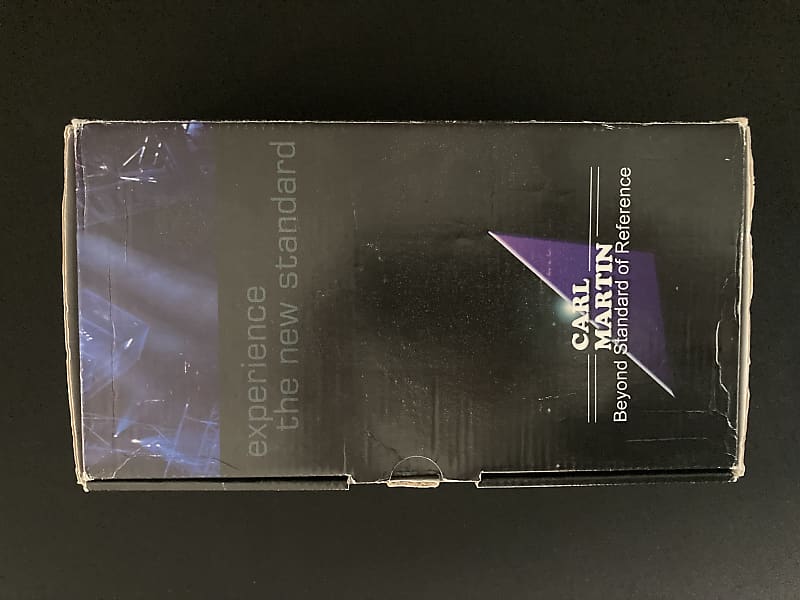 experience
the new standard
CARL
MARTIN
Beyond Standard of Reference